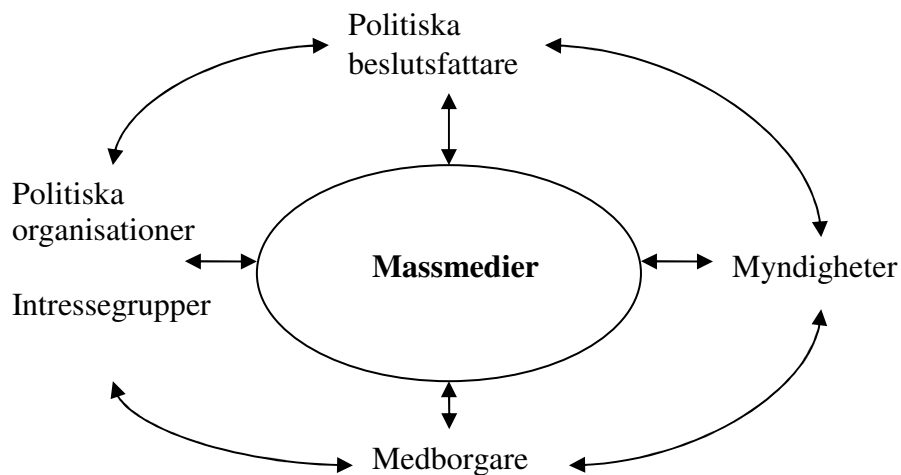 Politiska
beslutsfattare
Politiska
organisationer
Massmedier
Myndigheter
Intressegrupper
Medborgare